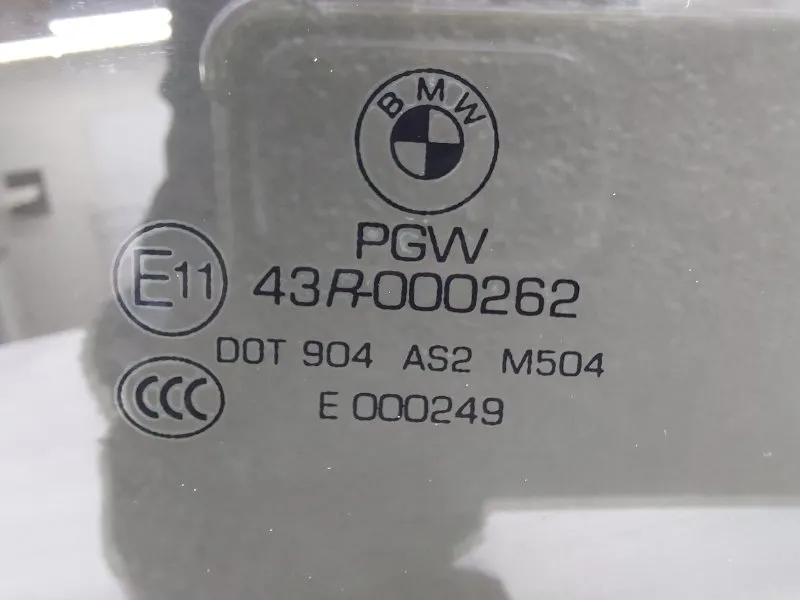 BMW
PGW
E11 43R-000262
DOT 904 AS2 M504
CCC E 000249